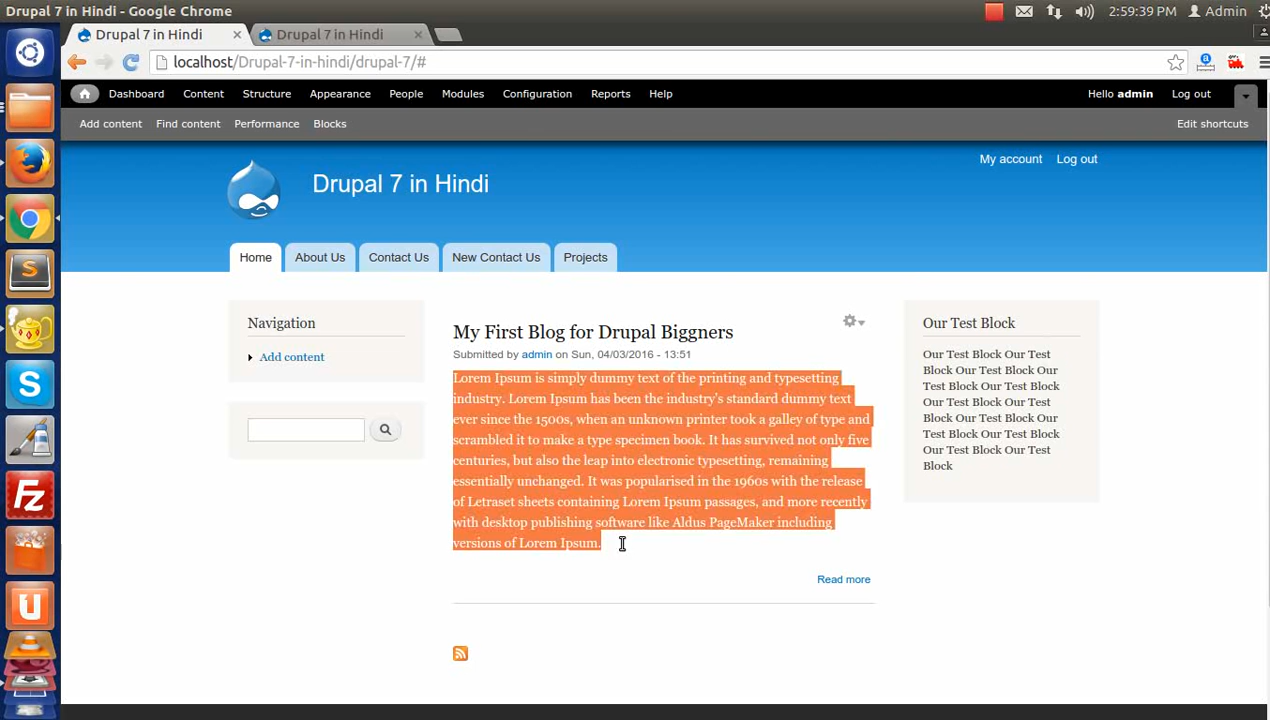 Drupal 7 in Hindi - Google Chrome
2:59:39 PM Admin
Drupal 7 in Hindi
Drupal 7 in Hindi
localhost/Drupal-7-in-hindi/drupal-7/#
Dashboard Content Structure Appearance People Modules Configuration Reports Help
Hello admin Log out
Add content Find content Performance Blocks
Edit shortcuts
My account Log out
Drupal 7 in Hindi
Home About Us Contact Us New Contact Us Projects
Navigation
Add content
My First Blog for Drupal Biggners
Submitted by admin on Sun, 04/03/2016 - 13:51
Lorem Ipsum is simply dummy text of the printing and typesetting
industry. Lorem Ipsum has been the industry's standard dummy text
ever since the 1500s, when an unknown printer took a galley of type and
scrambled it to make a type specimen book. It has survived not only five
centuries, but also the leap into electronic typesetting, remaining
essentially unchanged. It was popularised in the 1960s with the release
of Letraset sheets containing Lorem Ipsum passages, and more recently
with desktop publishing software like Aldus PageMaker including
versions of Lorem Ipsum.
Read more
Our Test Block
Our Test Block Our Test
Block Our Test Block Our
Test Block Our Test Block
Our Test Block Our Test
Block Our Test Block Our
Test Block Our Test Block
Our Test Block Our Test
Block